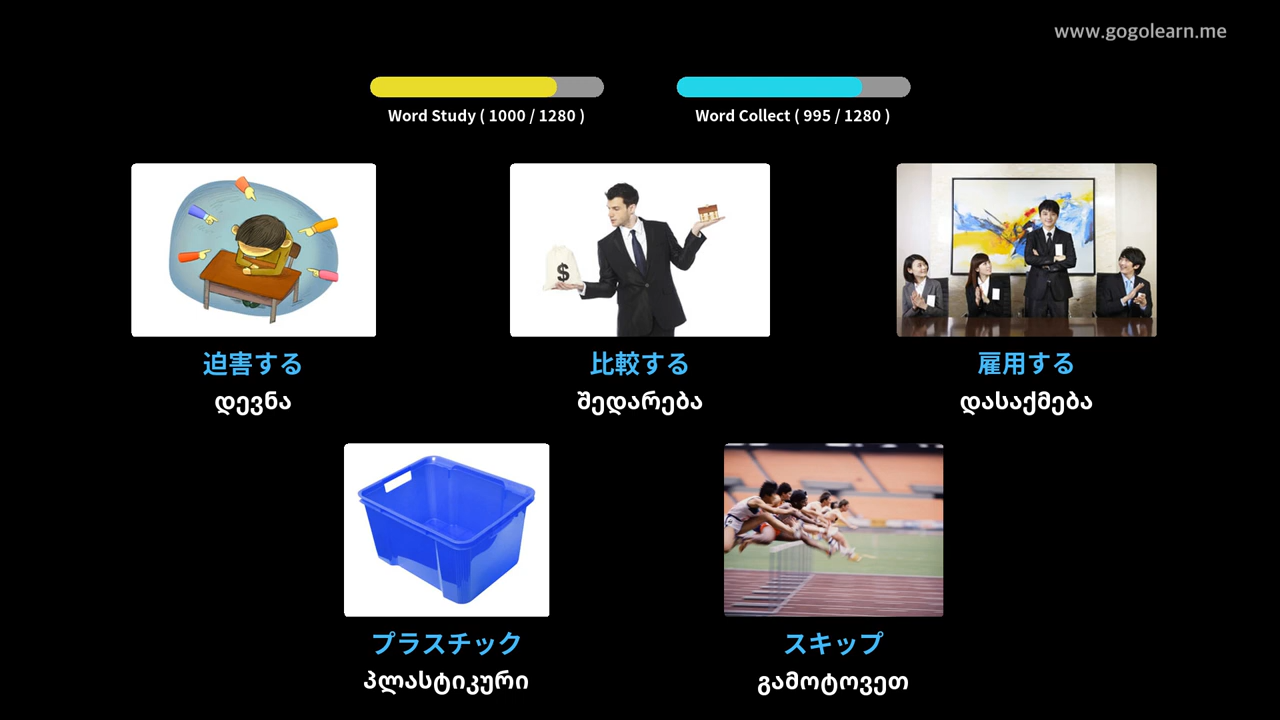 www.gogolearn.me
Word Study ( 1000 / 1280 )
Word Collect ( 995 / 1280 )
迫害する
დევნა
比較する
შედარება
雇用する
დასაქმება
プラスチック
პლასტიკური
スキップ
გამოტოვეთ